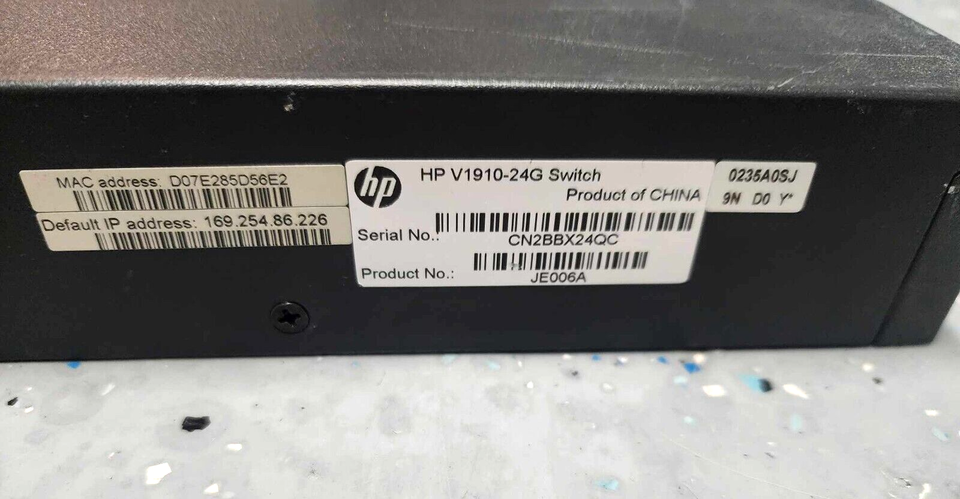 MAC address: D07E285D56E2
Default IP address: 169.254.86.226
hp
HP V1910-24G Switch
Product of CHINA
Serial No.:
CN2BBX24QC
Product No.:
JE006A
0235A0SJ
9N D0 Y*